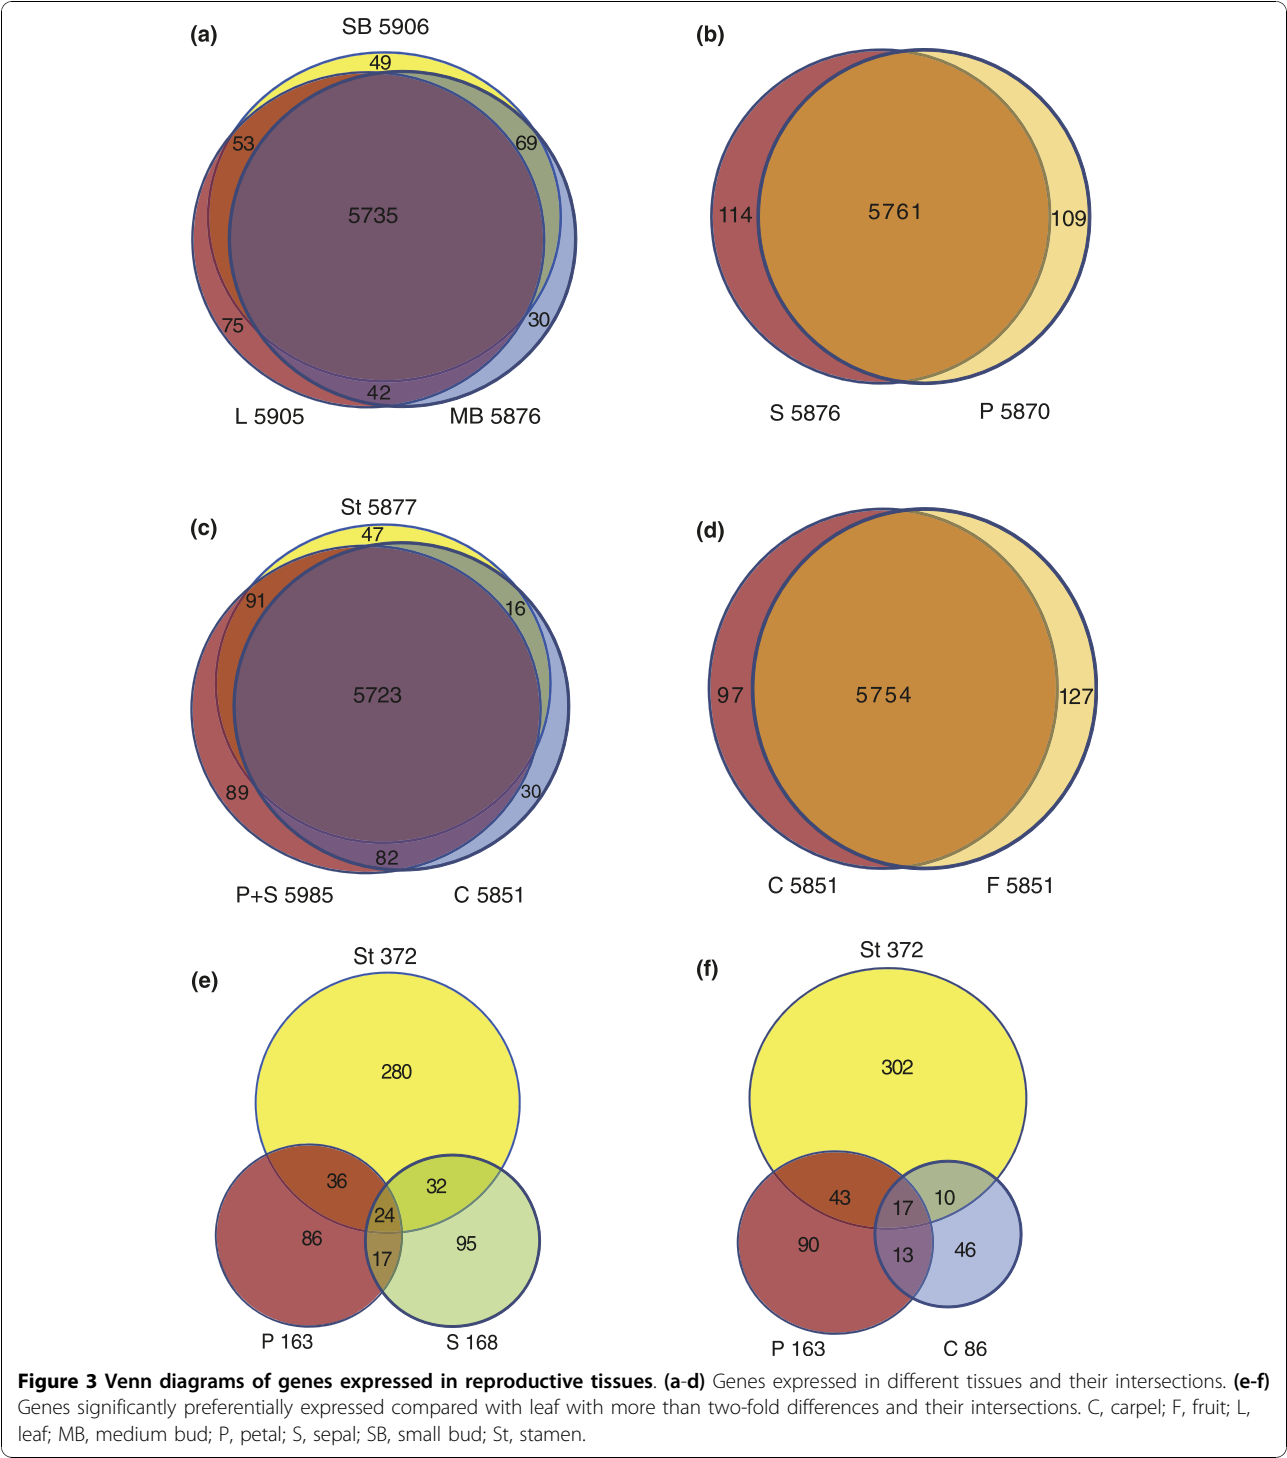 (a)
SB 5906
49
53
69
5735
75
30
42
L 5905
MB 5876
(b)
114
5761
109
S 5876
P 5870
(c)
St 5877
47
91
16
5723
89
30
82
P+S 5985
C 5851
(d)
97
5754
127
C 5851
F 5851
(e)
St 372
280
36
32
24
86
17
95
P 163
S 168
(f)
St 372
302
43
17
10
90
13
46
P 163
C 86
Figure 3 Venn diagrams of genes expressed in reproductive tissues. (a-d) Genes expressed in different tissues and their intersections. (e-f)
Genes significantly preferentially expressed compared with leaf with more than two-fold differences and their intersections. C, carpel; F, fruit; L,
leaf; MB, medium bud; P, petal; S, sepal; SB, small bud; St, stamen.